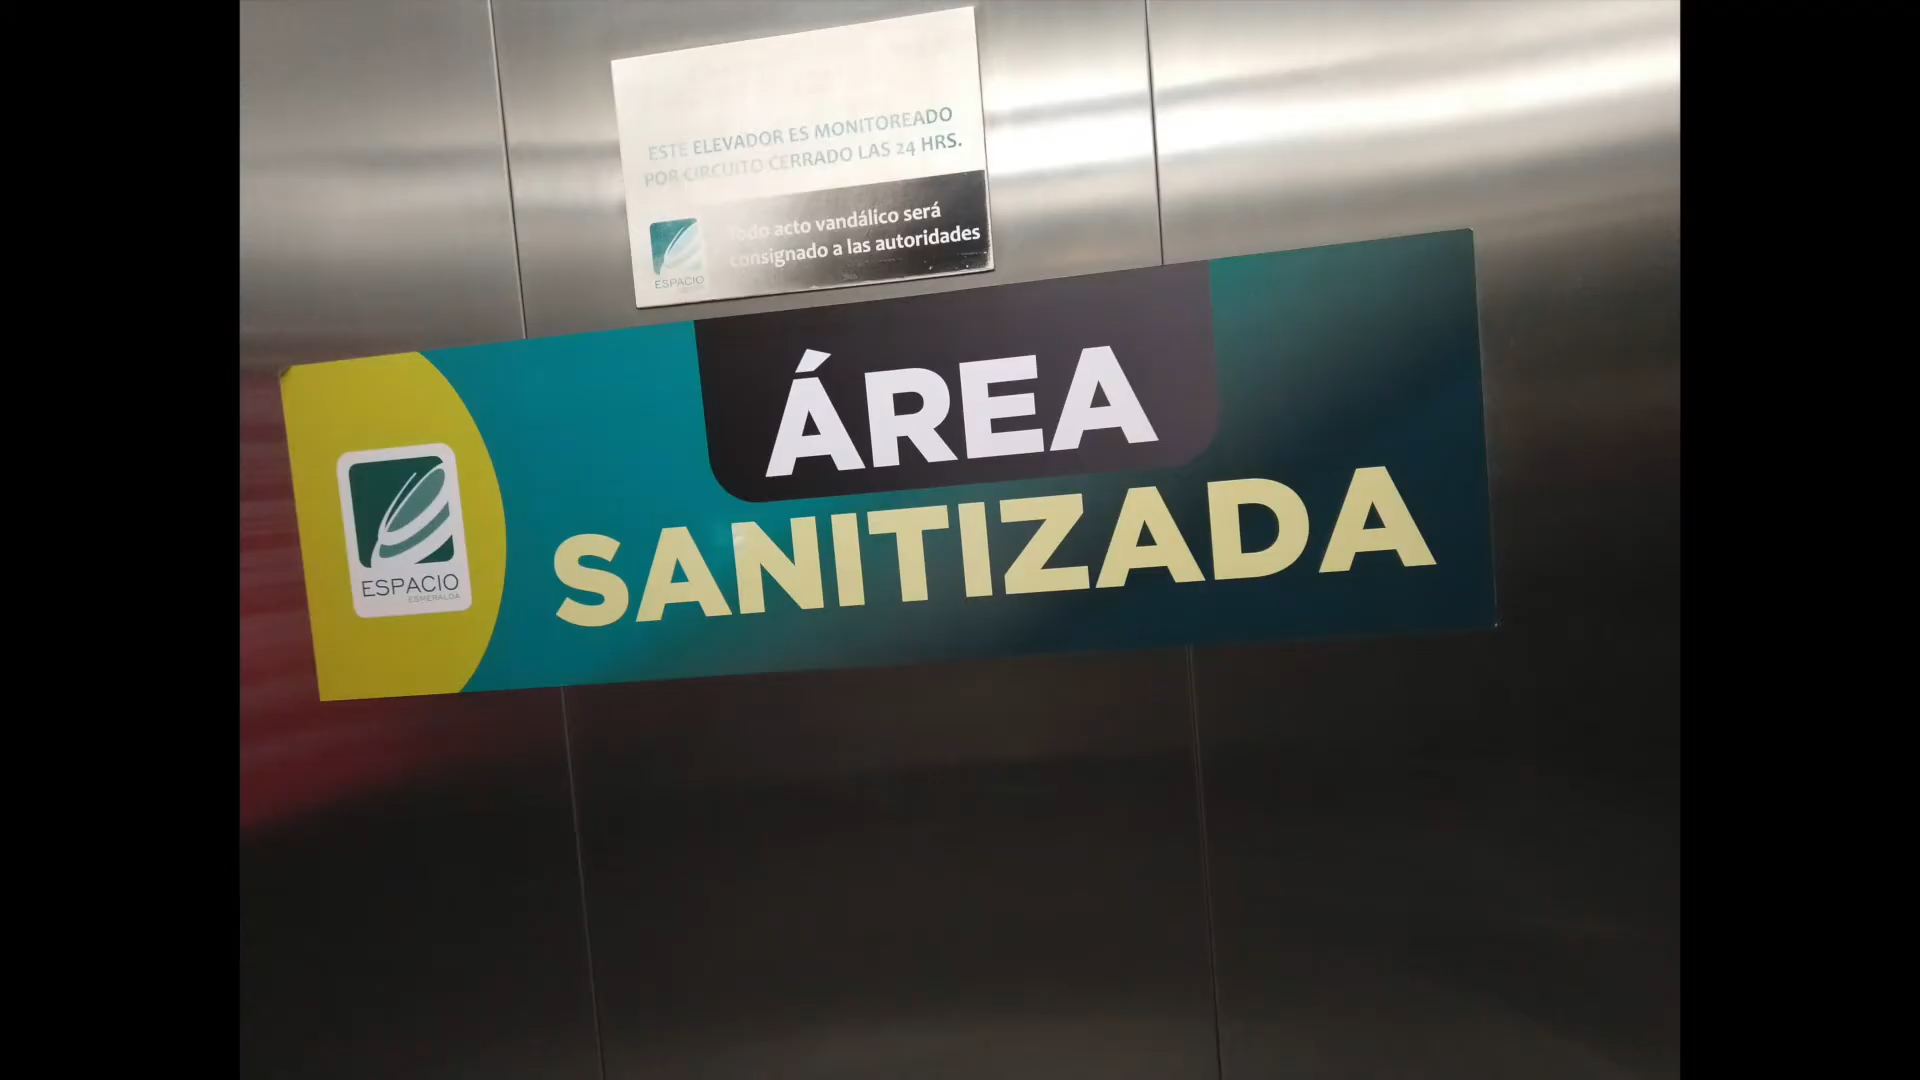 ESTE ELEVADOR ES MONITOREADO
POR CIRCUITO CERRADO LAS 24 HRS.
Todo acto vandálico será
consignado a las autoridades
ESPACIO
ÁREA
SANITIZADA
ESPACIO
ESMERALDA